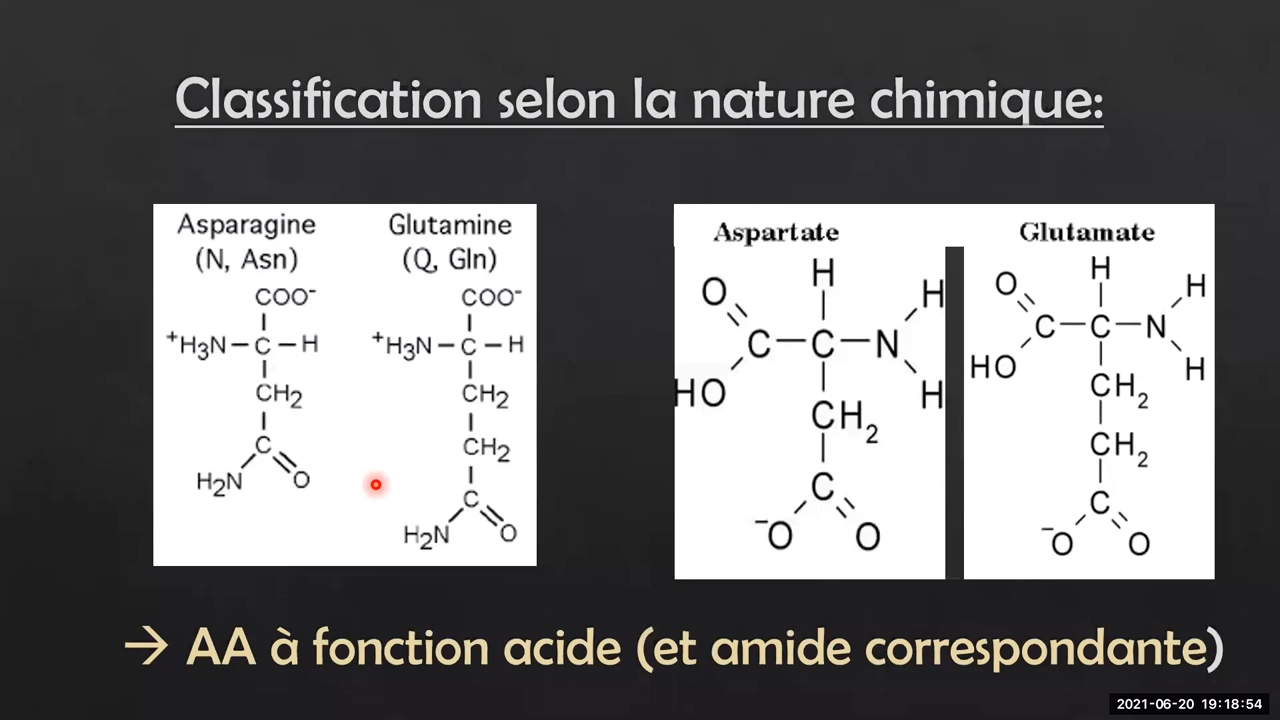 Classification selon la nature chimique:
Asparagine
(N, Asn)
COO⁻
⁺H₃N – C – H
CH₂
C
H₂N O
Glutamine
(Q, Gln)
COO⁻
⁺H₃N – C – H
CH₂
CH₂
C
H₂N O
Aspartate
H
O H
C – C – N
HO H
CH₂
C
⁻O O
Glutamate
H
O H
C – C – N
HO H
CH₂
CH₂
C
⁻O O
→ AA à fonction acide (et amide correspondante)
2021-06-20 19:18:54